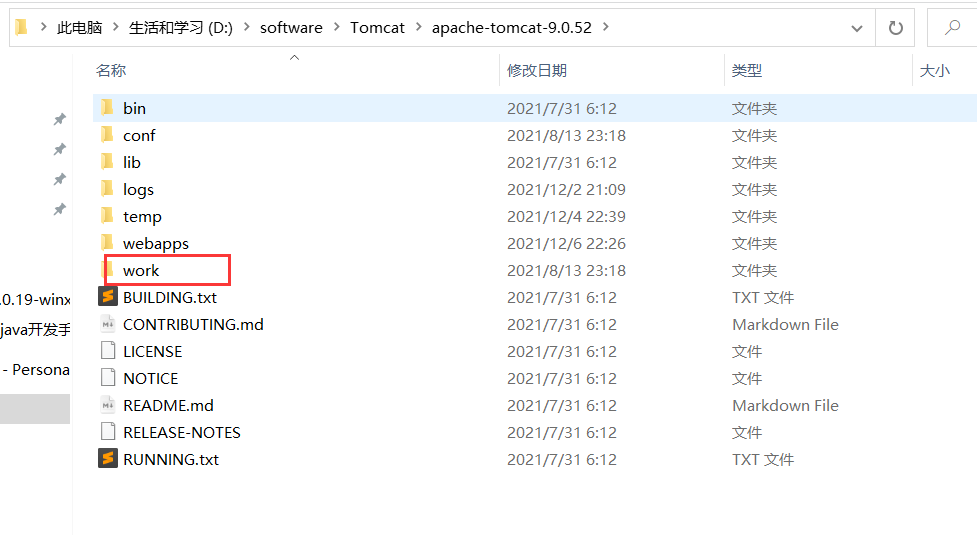 此电脑 > 生活和学习 (D:) > software > Tomcat > apache-tomcat-9.0.52 >
名称 修改日期 类型 大小
bin 2021/7/31 6:12 文件夹
conf 2021/8/13 23:18 文件夹
lib 2021/7/31 6:12 文件夹
logs 2021/12/2 21:09 文件夹
temp 2021/12/4 22:39 文件夹
webapps 2021/12/6 22:26 文件夹
work 2021/8/13 23:18 文件夹
.0.19-winx BUILDING.txt 2021/7/31 6:12 TXT 文件
java开发手 CONTRIBUTING.md 2021/7/31 6:12 Markdown File
LICENSE 2021/7/31 6:12 文件
- Persona NOTICE 2021/7/31 6:12 文件
README.md 2021/7/31 6:12 Markdown File
RELEASE-NOTES 2021/7/31 6:12 文件
RUNNING.txt 2021/7/31 6:12 TXT 文件